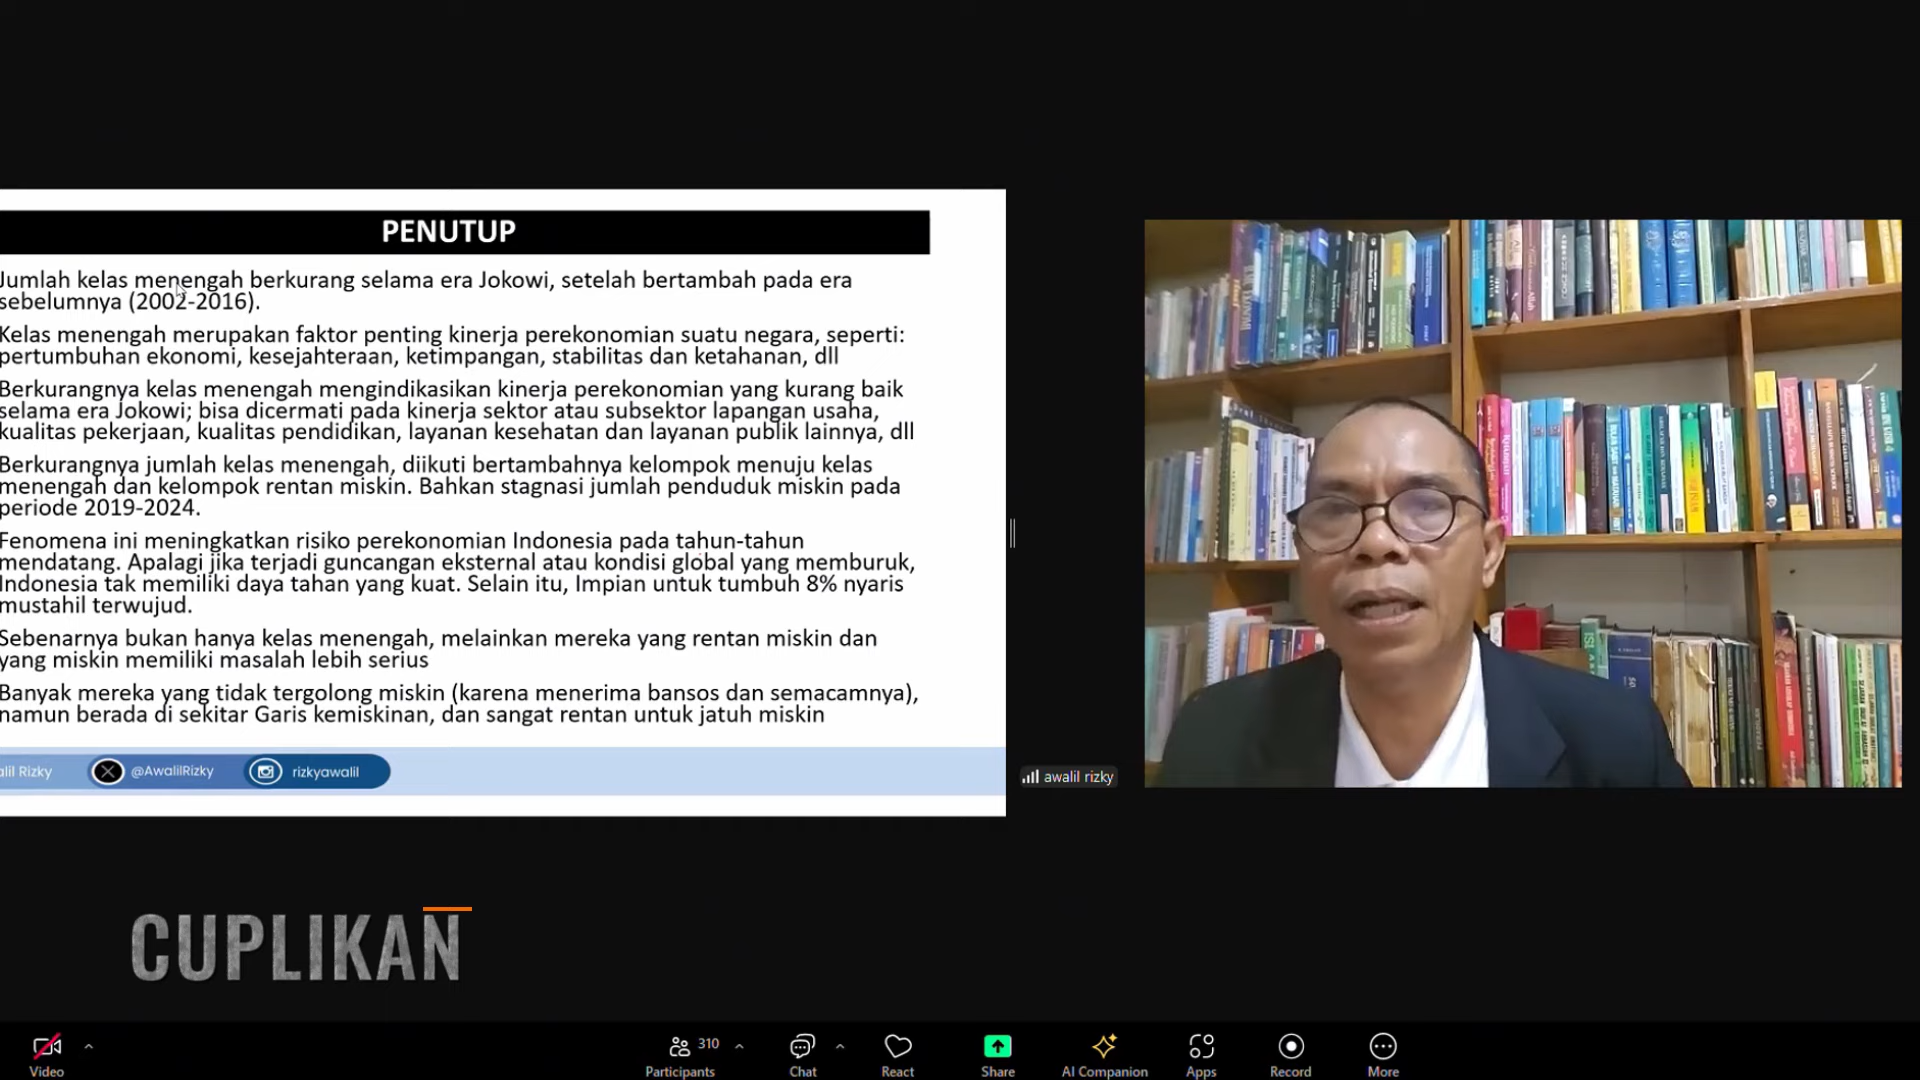 PENUTUP
Jumlah kelas menengah berkurang selama era Jokowi, setelah bertambah pada era
sebelumnya (2002-2016).
Kelas menengah merupakan faktor penting kinerja perekonomian suatu negara, seperti:
pertumbuhan ekonomi, kesejahteraan, ketimpangan, stabilitas dan ketahanan, dll
Berkurangnya kelas menengah mengindikasikan kinerja perekonomian yang kurang baik
selama era Jokowi; bisa dicermati pada kinerja sektor atau subsektor lapangan usaha,
kualitas pekerjaan, kualitas pendidikan, layanan kesehatan dan layanan publik lainnya, dll
Berkurangnya jumlah kelas menengah, diikuti bertambahnya kelompok menuju kelas
menengah dan kelompok rentan miskin. Bahkan stagnasi jumlah penduduk miskin pada
periode 2019-2024.
Fenomena ini meningkatkan risiko perekonomian Indonesia pada tahun-tahun
mendatang. Apalagi jika terjadi guncangan eksternal atau kondisi global yang memburuk,
Indonesia tak memiliki daya tahan yang kuat. Selain itu, Impian untuk tumbuh 8% nyaris
mustahil terwujud.
Sebenarnya bukan hanya kelas menengah, melainkan mereka yang rentan miskin dan
yang miskin memiliki masalah lebih serius
Banyak mereka yang tidak tergolong miskin (karena menerima bansos dan semacamnya),
namun berada di sekitar Garis kemiskinan, dan sangat rentan untuk jatuh miskin
lil Rizky @AwalilRizky rizkyawalil
awalil rizky
CUPLIKAN
310
Video Participants Chat React Share AI Companion Apps Record More